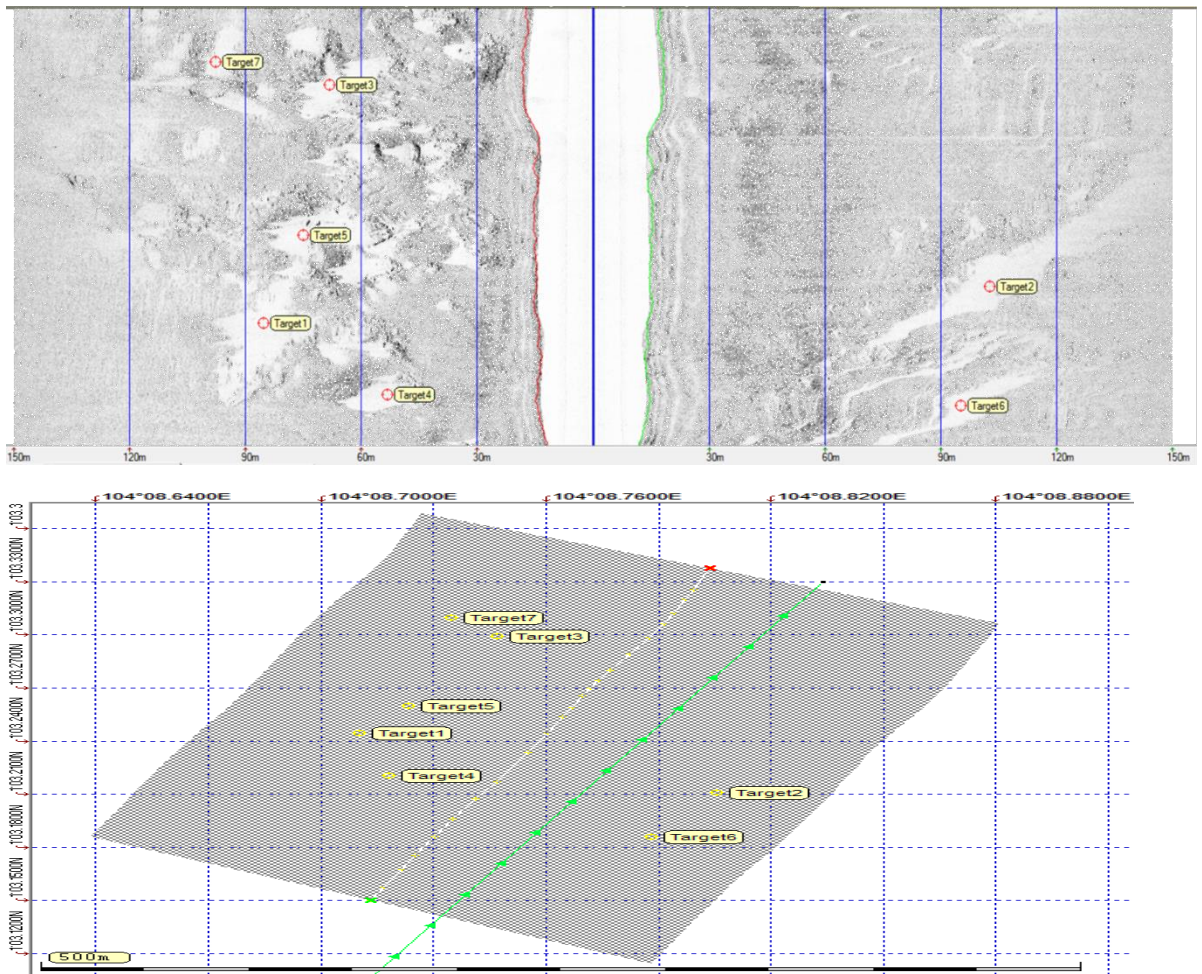 Target7
Target3
Target5
Target2
Target1
Target4
Target6
150m 120m 90m 60m 30m 30m 60m 90m 120m 150m
104°08.6400E 104°08.7000E 104°08.7600E 104°08.8200E 104°08.8800E
103.3
103.3300N
103.3000N
103.2700N
103.2400N
103.2100N
103.1800N
103.1500N
103.1200N
Target7
Target3
Target5
Target1
Target4
Target2
Target6
500m